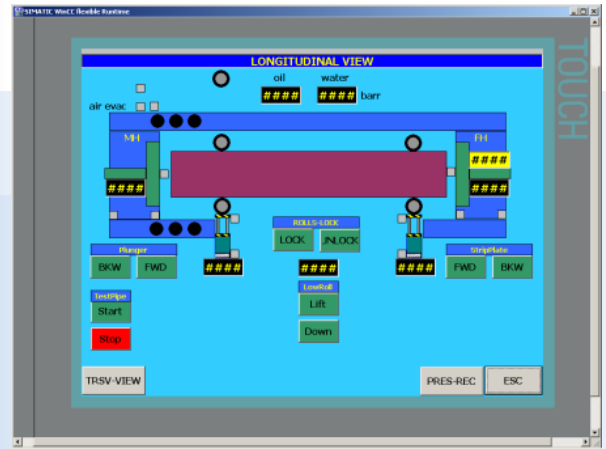 SIMATIC WinCC flexible Runtime
TOUCH
LONGITUDINAL VIEW
oil water
#### #### barr
air evac
MH FH
####
#### ####
ROLLS-LOCK
LOCK JNLOCK
Plunger StripPlate
BKW FWD #### #### #### FWD BKW
TestPipe LowRoll
Start Lift
Stop Down
TRSV-VIEW PRES-REC ESC